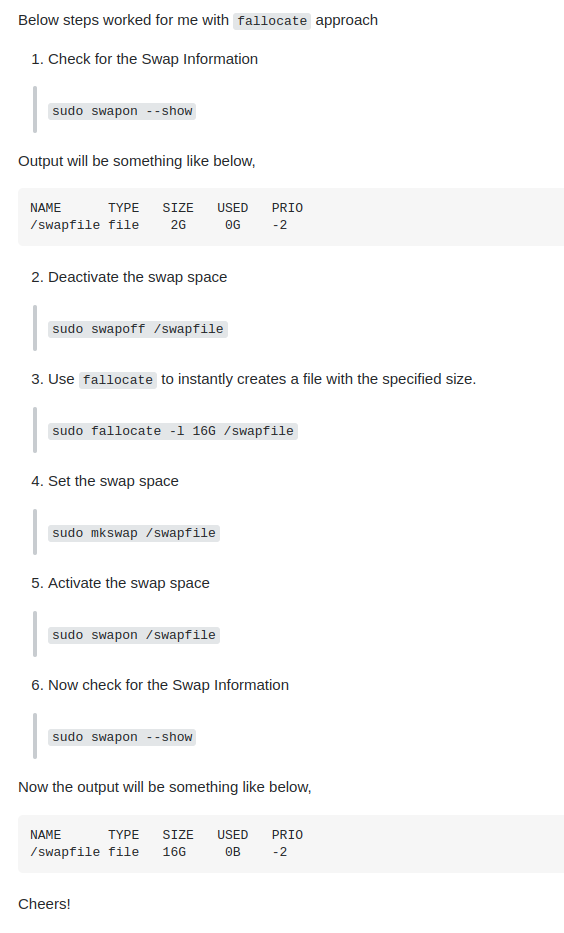 Below steps worked for me with fallocate approach
1. Check for the Swap Information
sudo swapon --show
Output will be something like below,
NAME      TYPE   SIZE   USED   PRIO
/swapfile file    2G     0G    -2
2. Deactivate the swap space
sudo swapoff /swapfile
3. Use fallocate to instantly creates a file with the specified size.
sudo fallocate -l 16G /swapfile
4. Set the swap space
sudo mkswap /swapfile
5. Activate the swap space
sudo swapon /swapfile
6. Now check for the Swap Information
sudo swapon --show
Now the output will be something like below,
NAME      TYPE   SIZE   USED   PRIO
/swapfile file   16G     0B    -2
Cheers!